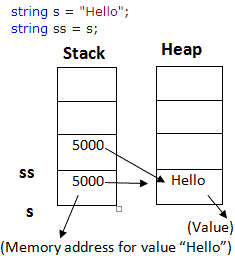 string s = "Hello";
string ss = s;
Stack Heap
5000
ss 5000 Hello
s
(Value)
(Memory address for value “Hello”)